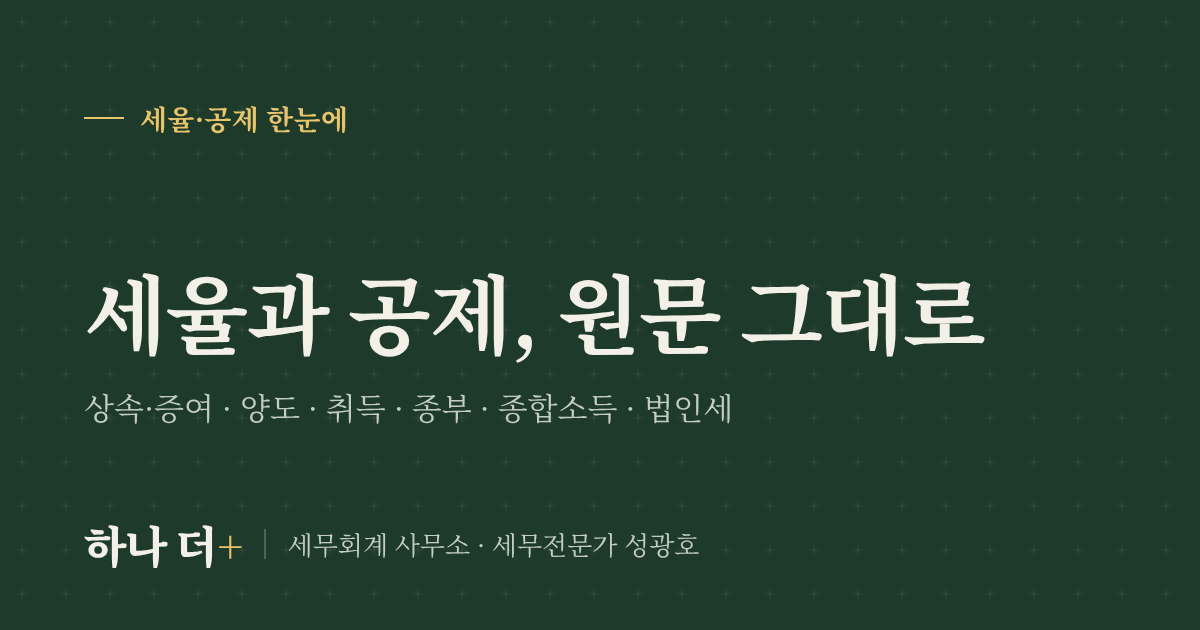 세율·공제 한눈에
세율과 공제, 원문 그대로
상속·증여 · 양도 · 취득 · 종부 · 종합소득 · 법인세
하나 더+ 세무회계 사무소 · 세무전문가 성광호